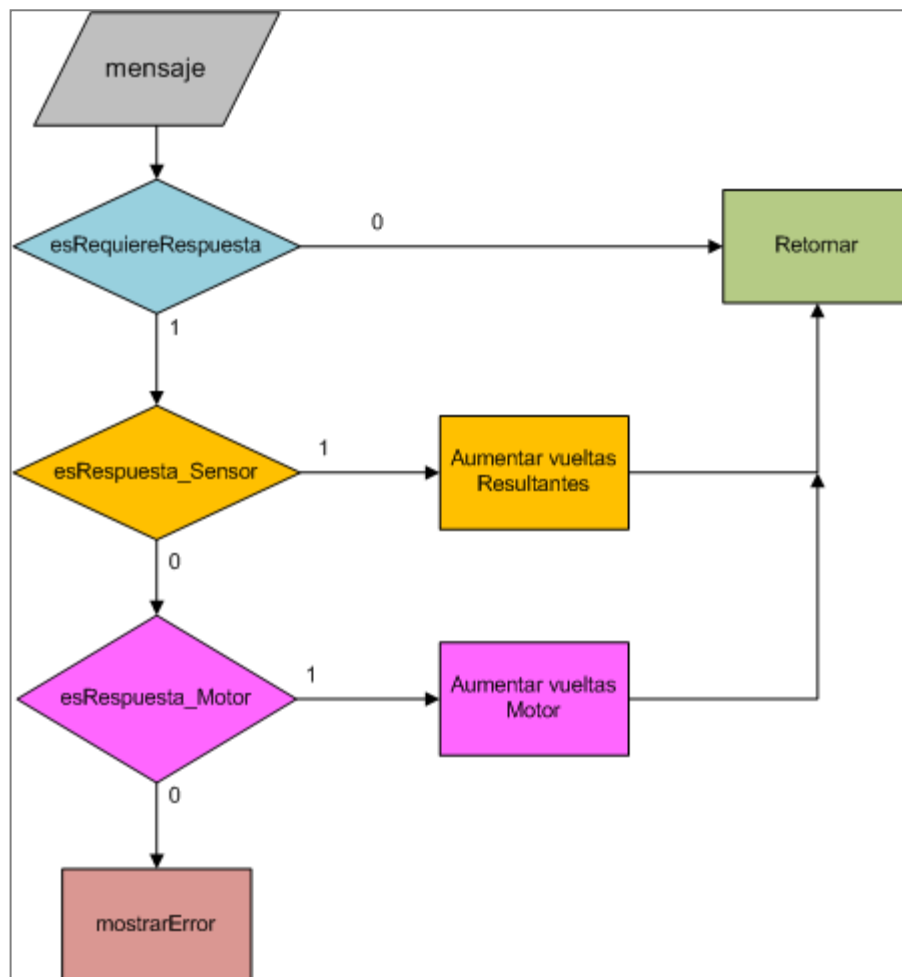 mensaje
esRequiereRespuesta
0
Retornar
1
esRespuesta_Sensor
1
Aumentar vueltas
Resultantes
0
esRespuesta_Motor
1
Aumentar vueltas
Motor
0
mostrarError